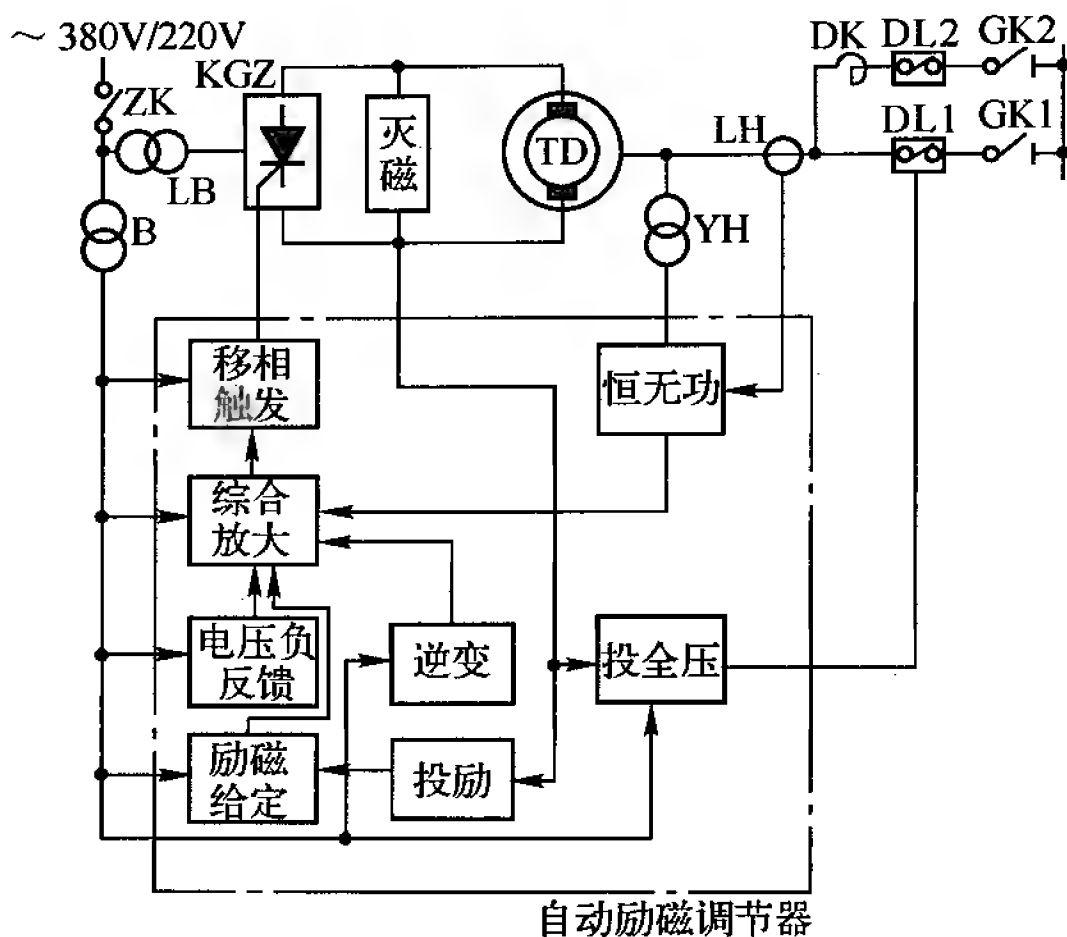 ～380V/220V
ZK
KGZ
LB
B
灭
磁
TD
LH
YH
DK
DL2
GK2
DL1
GK1
移相
触发
恒无功
综合
放大
电压负
反馈
逆变
投全压
励磁
给定
投励
自动励磁调节器